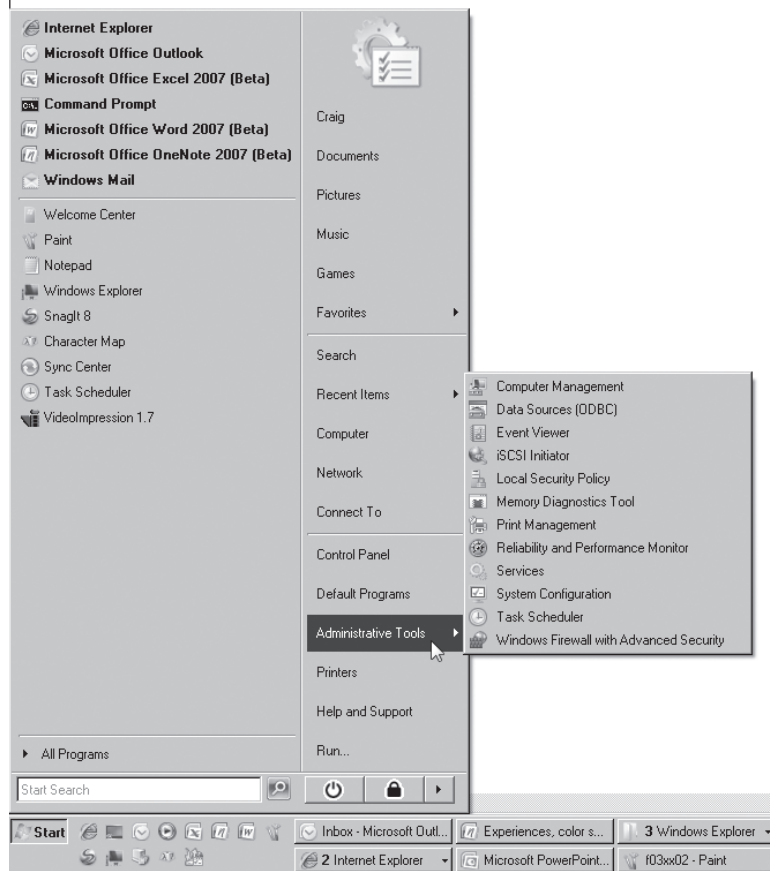 Internet Explorer
Microsoft Office Outlook
Microsoft Office Excel 2007 (Beta)
Command Prompt
Microsoft Office Word 2007 (Beta)
Microsoft Office OneNote 2007 (Beta)
Windows Mail
Welcome Center
Paint
Notepad
Windows Explorer
SnagIt 8
Character Map
Sync Center
Task Scheduler
VideoImpression 1.7
All Programs
Start Search
Craig
Documents
Pictures
Music
Games
Favorites
Search
Recent Items
Computer
Network
Connect To
Control Panel
Default Programs
Administrative Tools
Printers
Help and Support
Run...
Computer Management
Data Sources (ODBC)
Event Viewer
iSCSI Initiator
Local Security Policy
Memory Diagnostics Tool
Print Management
Reliability and Performance Monitor
Services
System Configuration
Task Scheduler
Windows Firewall with Advanced Security
Start
Inbox - Microsoft Outl...
Experiences, color s...
3 Windows Explorer
2 Internet Explorer
Microsoft PowerPoint...
f03xx02 - Paint